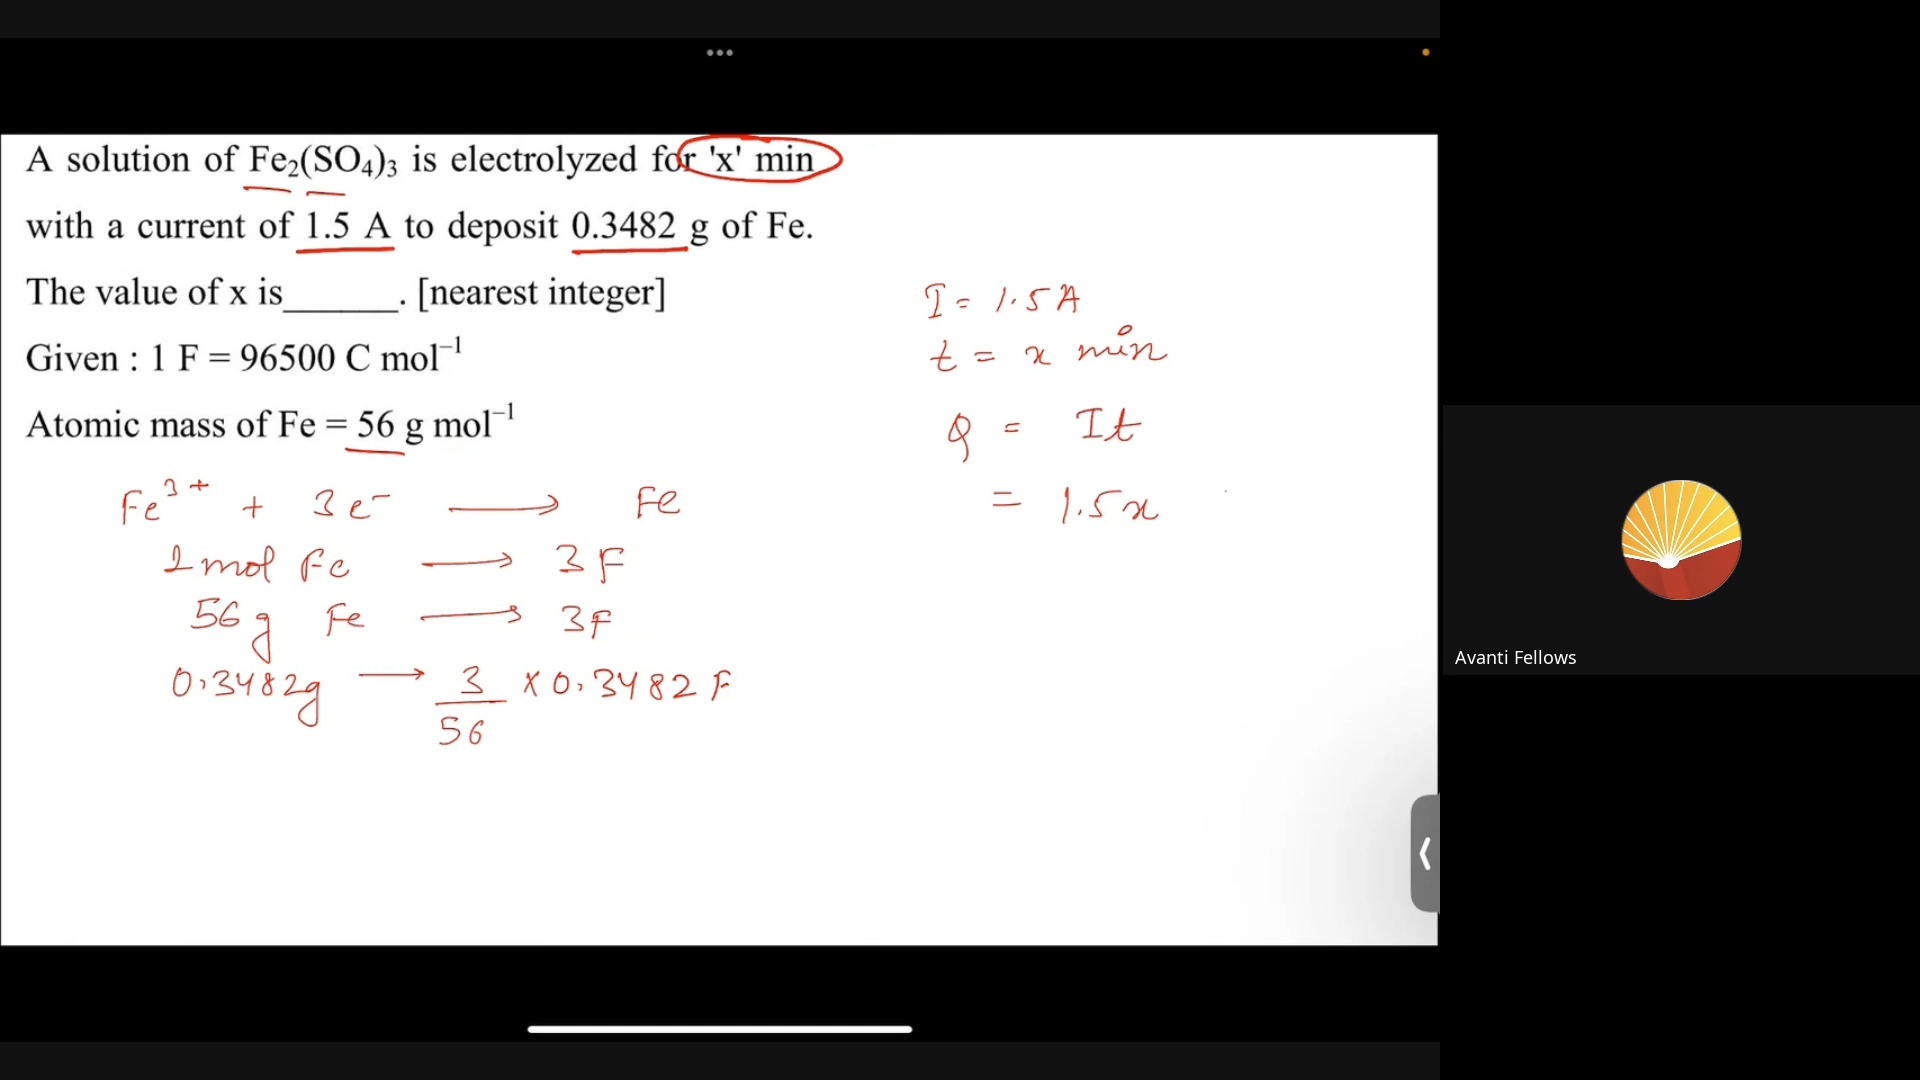 A solution of Fe₂(SO₄)₃ is electrolyzed for 'x' min
with a current of 1.5 A to deposit 0.3482 g of Fe.
The value of x is______. [nearest integer]
Given : 1 F = 96500 C mol⁻¹
Atomic mass of Fe = 56 g mol⁻¹
Fe³⁺ + 3e⁻ ⟶ Fe
1 mol Fe ⟶ 3F
56 g Fe ⟶ 3F
0.3482g ⟶ 3/56 × 0.3482 F
I = 1.5A
t = x min
Q = It
= 1.5x
Avanti Fellows